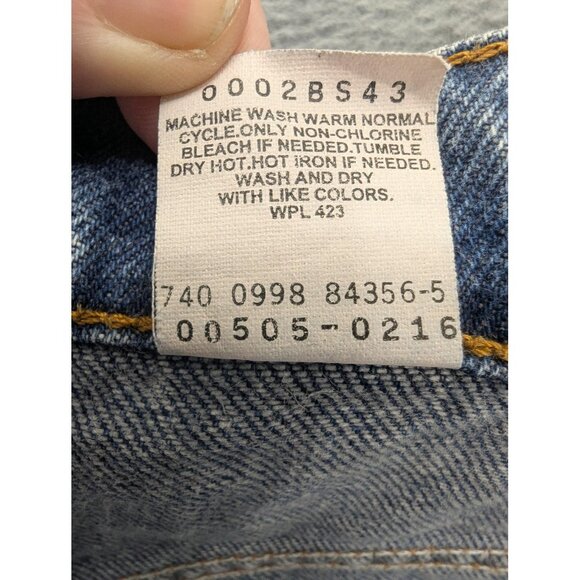 0002BS43
MACHINE WASH WARM NORMAL
CYCLE.ONLY NON-CHLORINE
BLEACH IF NEEDED.TUMBLE
DRY HOT.HOT IRON IF NEEDED.
WASH AND DRY
WITH LIKE COLORS.
WPL 423
740 0998 84356-5
00505-0216